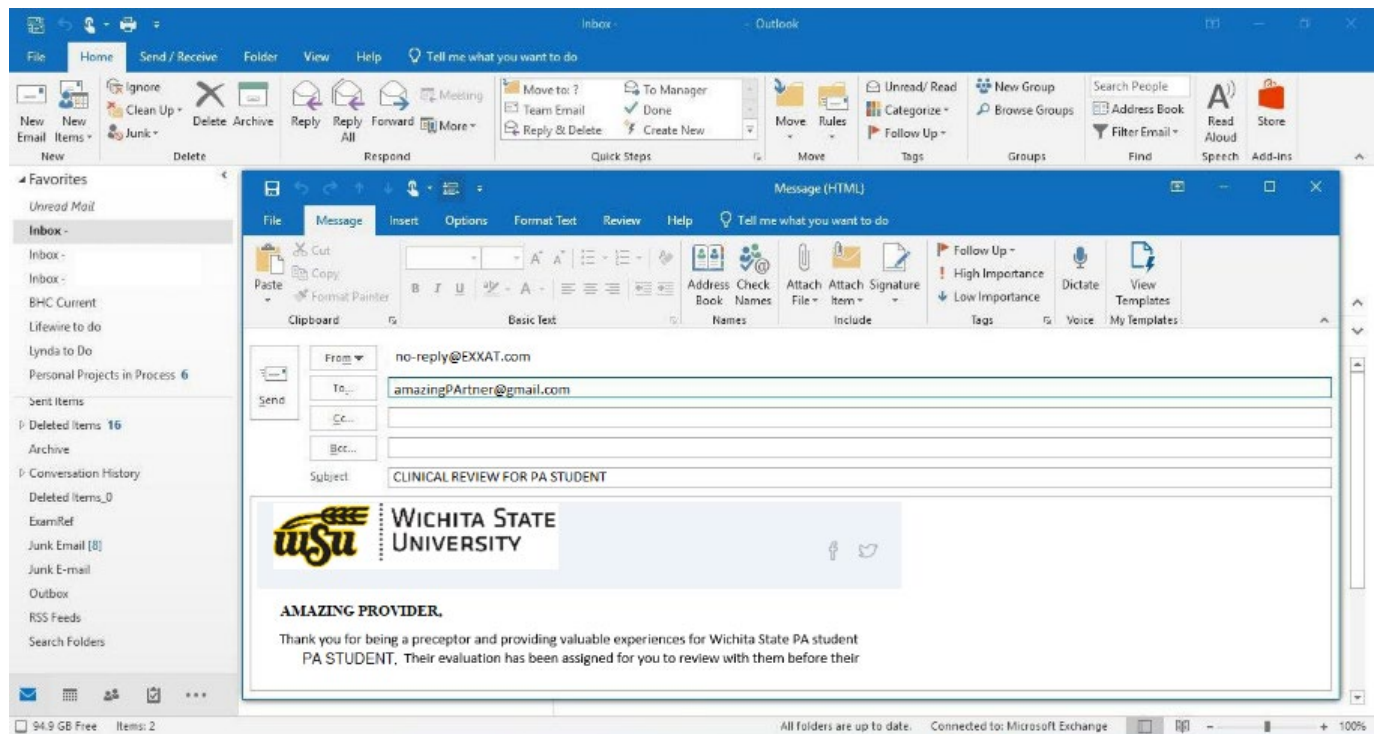 Inbox - - Outlook
File Home Send / Receive Folder View Help Tell me what you want to do
New Email
New Items
Ignore
Clean Up
Junk
Delete
Archive
Reply
Reply All
Forward
Meeting
More
Move to: ?
Team Email
Reply & Delete
To Manager
Done
Create New
Move
Rules
Unread/ Read
Categorize
Follow Up
New Group
Browse Groups
Search People
Address Book
Filter Email
Read Aloud
Store
New Delete Respond Quick Steps Move Tags Groups Find Speech Add-ins
Favorites
Unread Mail
Inbox -
Inbox -
Inbox -
BHC Current
Lifewire to do
Lynda to Do
Personal Projects in Process 6
Sent Items
Deleted Items 16
Archive
Conversation History
Deleted Items_0
ExamRef
Junk Email [8]
Junk E-mail
Outbox
RSS Feeds
Search Folders
Message (HTML)
File Message Insert Options Format Text Review Help Tell me what you want to do
Paste
Cut
Copy
Format Painter
B I U A
Address Book
Check Names
Attach File
Attach Item
Signature
Follow Up
High Importance
Low Importance
Dictate
View Templates
Clipboard Basic Text Names Include Tags Voice My Templates
Send
From no-reply@EXXAT.com
To... amazingPArtner@gmail.com
Cc...
Bcc...
Subject CLINICAL REVIEW FOR PA STUDENT
wsu
WICHITA STATE
UNIVERSITY
AMAZING PROVIDER,
Thank you for being a preceptor and providing valuable experiences for Wichita State PA student
PA STUDENT, Their evaluation has been assigned for you to review with them before their
94.9 GB Free Items: 2 All folders are up to date. Connected to: Microsoft Exchange 100%